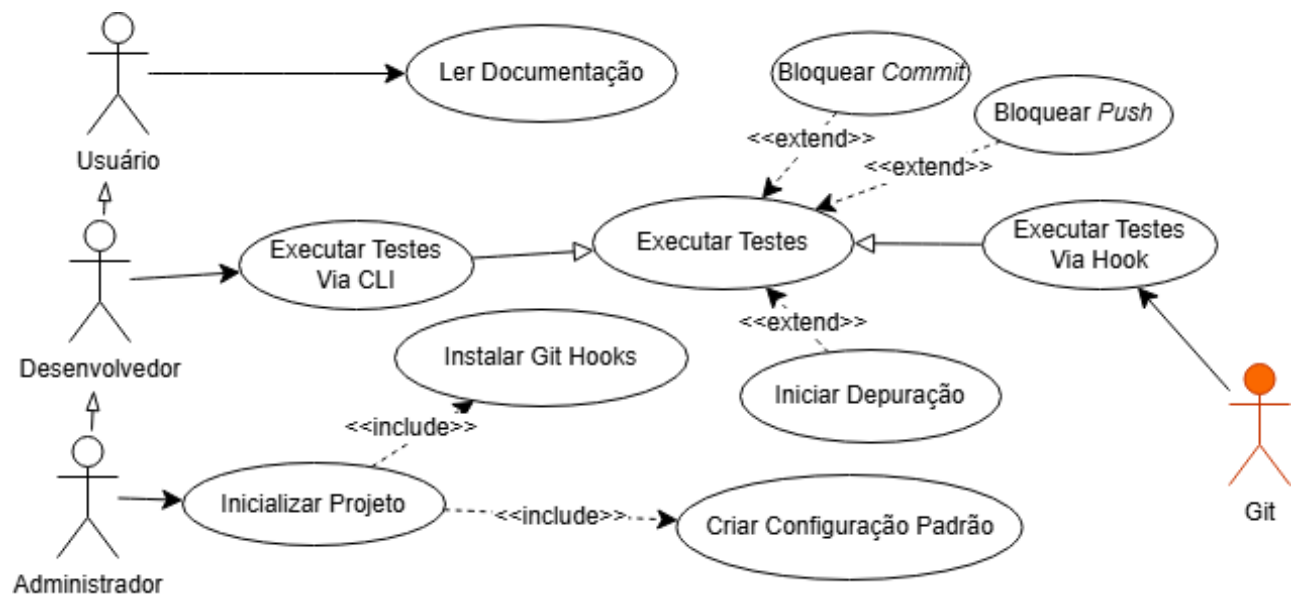 Ler Documentação
Bloquear Commit
Bloquear Push
<<extend>>
<<extend>>
Usuário
Executar Testes
Via CLI
Executar Testes
Executar Testes
Via Hook
Desenvolvedor
Instalar Git Hooks
<<extend>>
Iniciar Depuração
<<include>>
Inicializar Projeto
<<include>>
Criar Configuração Padrão
Git
Administrador